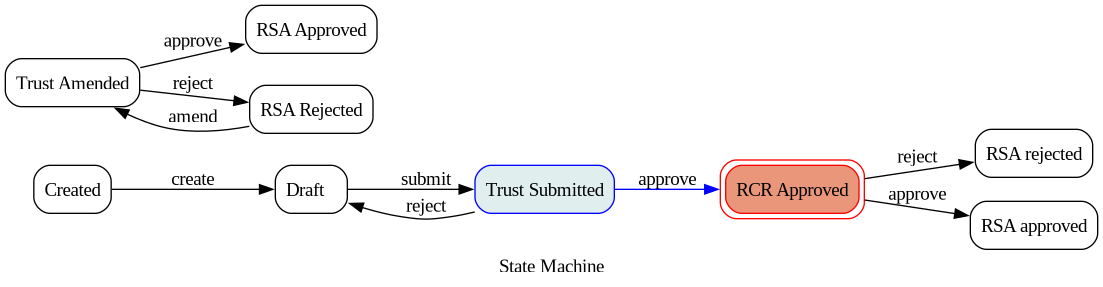 RSA Approved
approve
Trust Amended
reject
RSA Rejected
amend
Created
create
Draft
submit
reject
Trust Submitted
approve
RCR Approved
reject
RSA rejected
approve
RSA approved
State Machine